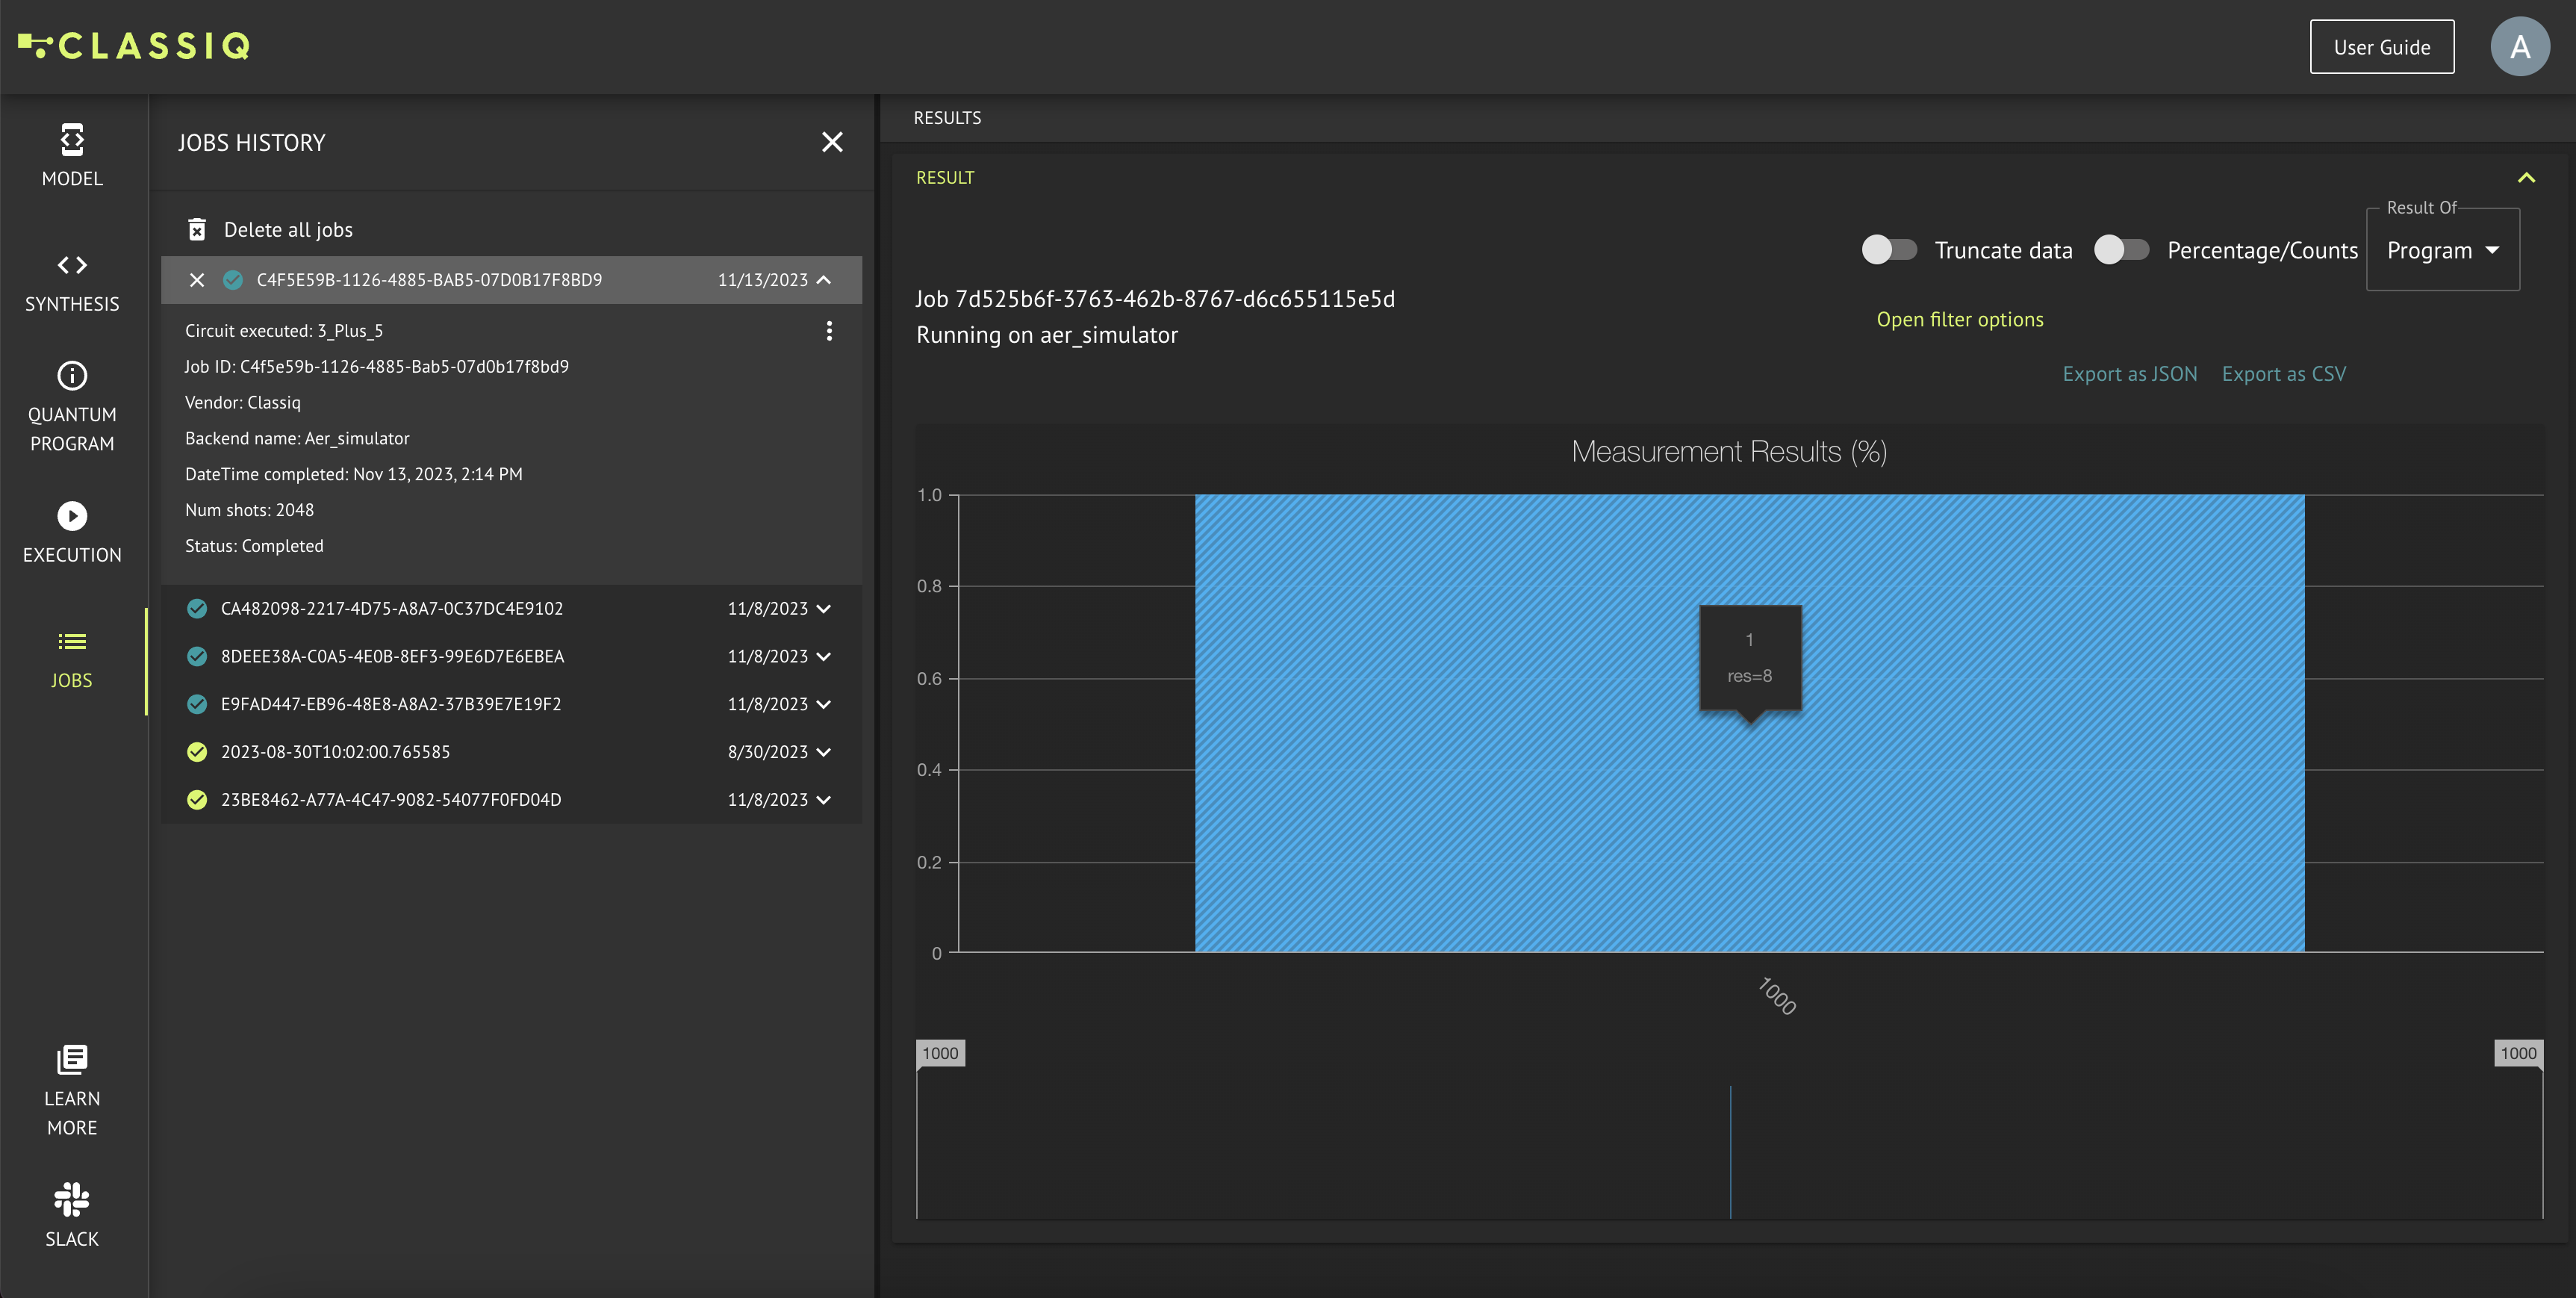 CLASSIQ
User Guide
A
MODEL
SYNTHESIS
QUANTUM
PROGRAM
EXECUTION
JOBS
LEARN
MORE
SLACK
JOBS HISTORY
Delete all jobs
C4F5E59B-1126-4885-BAB5-07D0B17F8BD9 11/13/2023
Circuit executed: 3_Plus_5
Job ID: C4f5e59b-1126-4885-Bab5-07d0b17f8bd9
Vendor: Classiq
Backend name: Aer_simulator
DateTime completed: Nov 13, 2023, 2:14 PM
Num shots: 2048
Status: Completed
CA482098-2217-4D75-A8A7-0C37DC4E9102 11/8/2023
8DEEE38A-C0A5-4E0B-8EF3-99E6D7E6EBEA 11/8/2023
E9FAD447-EB96-48E8-A8A2-37B39E7E19F2 11/8/2023
2023-08-30T10:02:00.765585 8/30/2023
23BE8462-A77A-4C47-9082-54077F0FD04D 11/8/2023
RESULTS
RESULT
Result Of
Truncate data Percentage/Counts Program
Job 7d525b6f-3763-462b-8767-d6c655115e5d
Running on aer_simulator
Open filter options
Export as JSON Export as CSV
Measurement Results (%)
1.0
0.8
0.6
0.4
0.2
0
1
res=8
1000
1000 1000